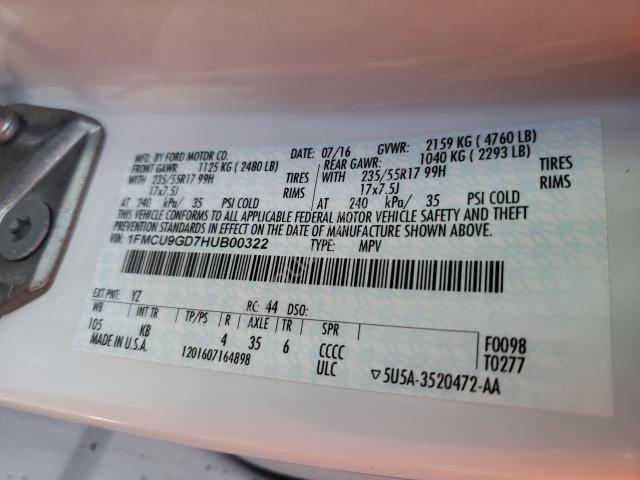 MFD. BY FORD MOTOR CO. DATE: 07/16 GVWR: 2159 KG ( 4760 LB)
FRONT GAWR: 1125 KG ( 2480 LB) REAR GAWR: 1040 KG ( 2293 LB)
WITH 235/55R17 99H TIRES WITH 235/55R17 99H TIRES
17x7.5J RIMS 17x7.5J RIMS
AT 240 kPa/ 35 PSI COLD AT 240 kPa/ 35 PSI COLD
THIS VEHICLE CONFORMS TO ALL APPLICABLE FEDERAL MOTOR VEHICLE SAFETY AND THEFT
PREVENTION STANDARDS IN EFFECT ON THE DATE OF MANUFACTURE SHOWN ABOVE.
VIN: 1FMCU9GD7HUB00322 TYPE: MPV
EXT PNT: YZ RC: 44 DSO:
WB INT TR TP/PS R AXLE TR SPR
105 KB 4 35 6 CCCC F0098
MADE IN U.S.A. 1201607164898 ULC T0277
▽5U5A-3520472-AA